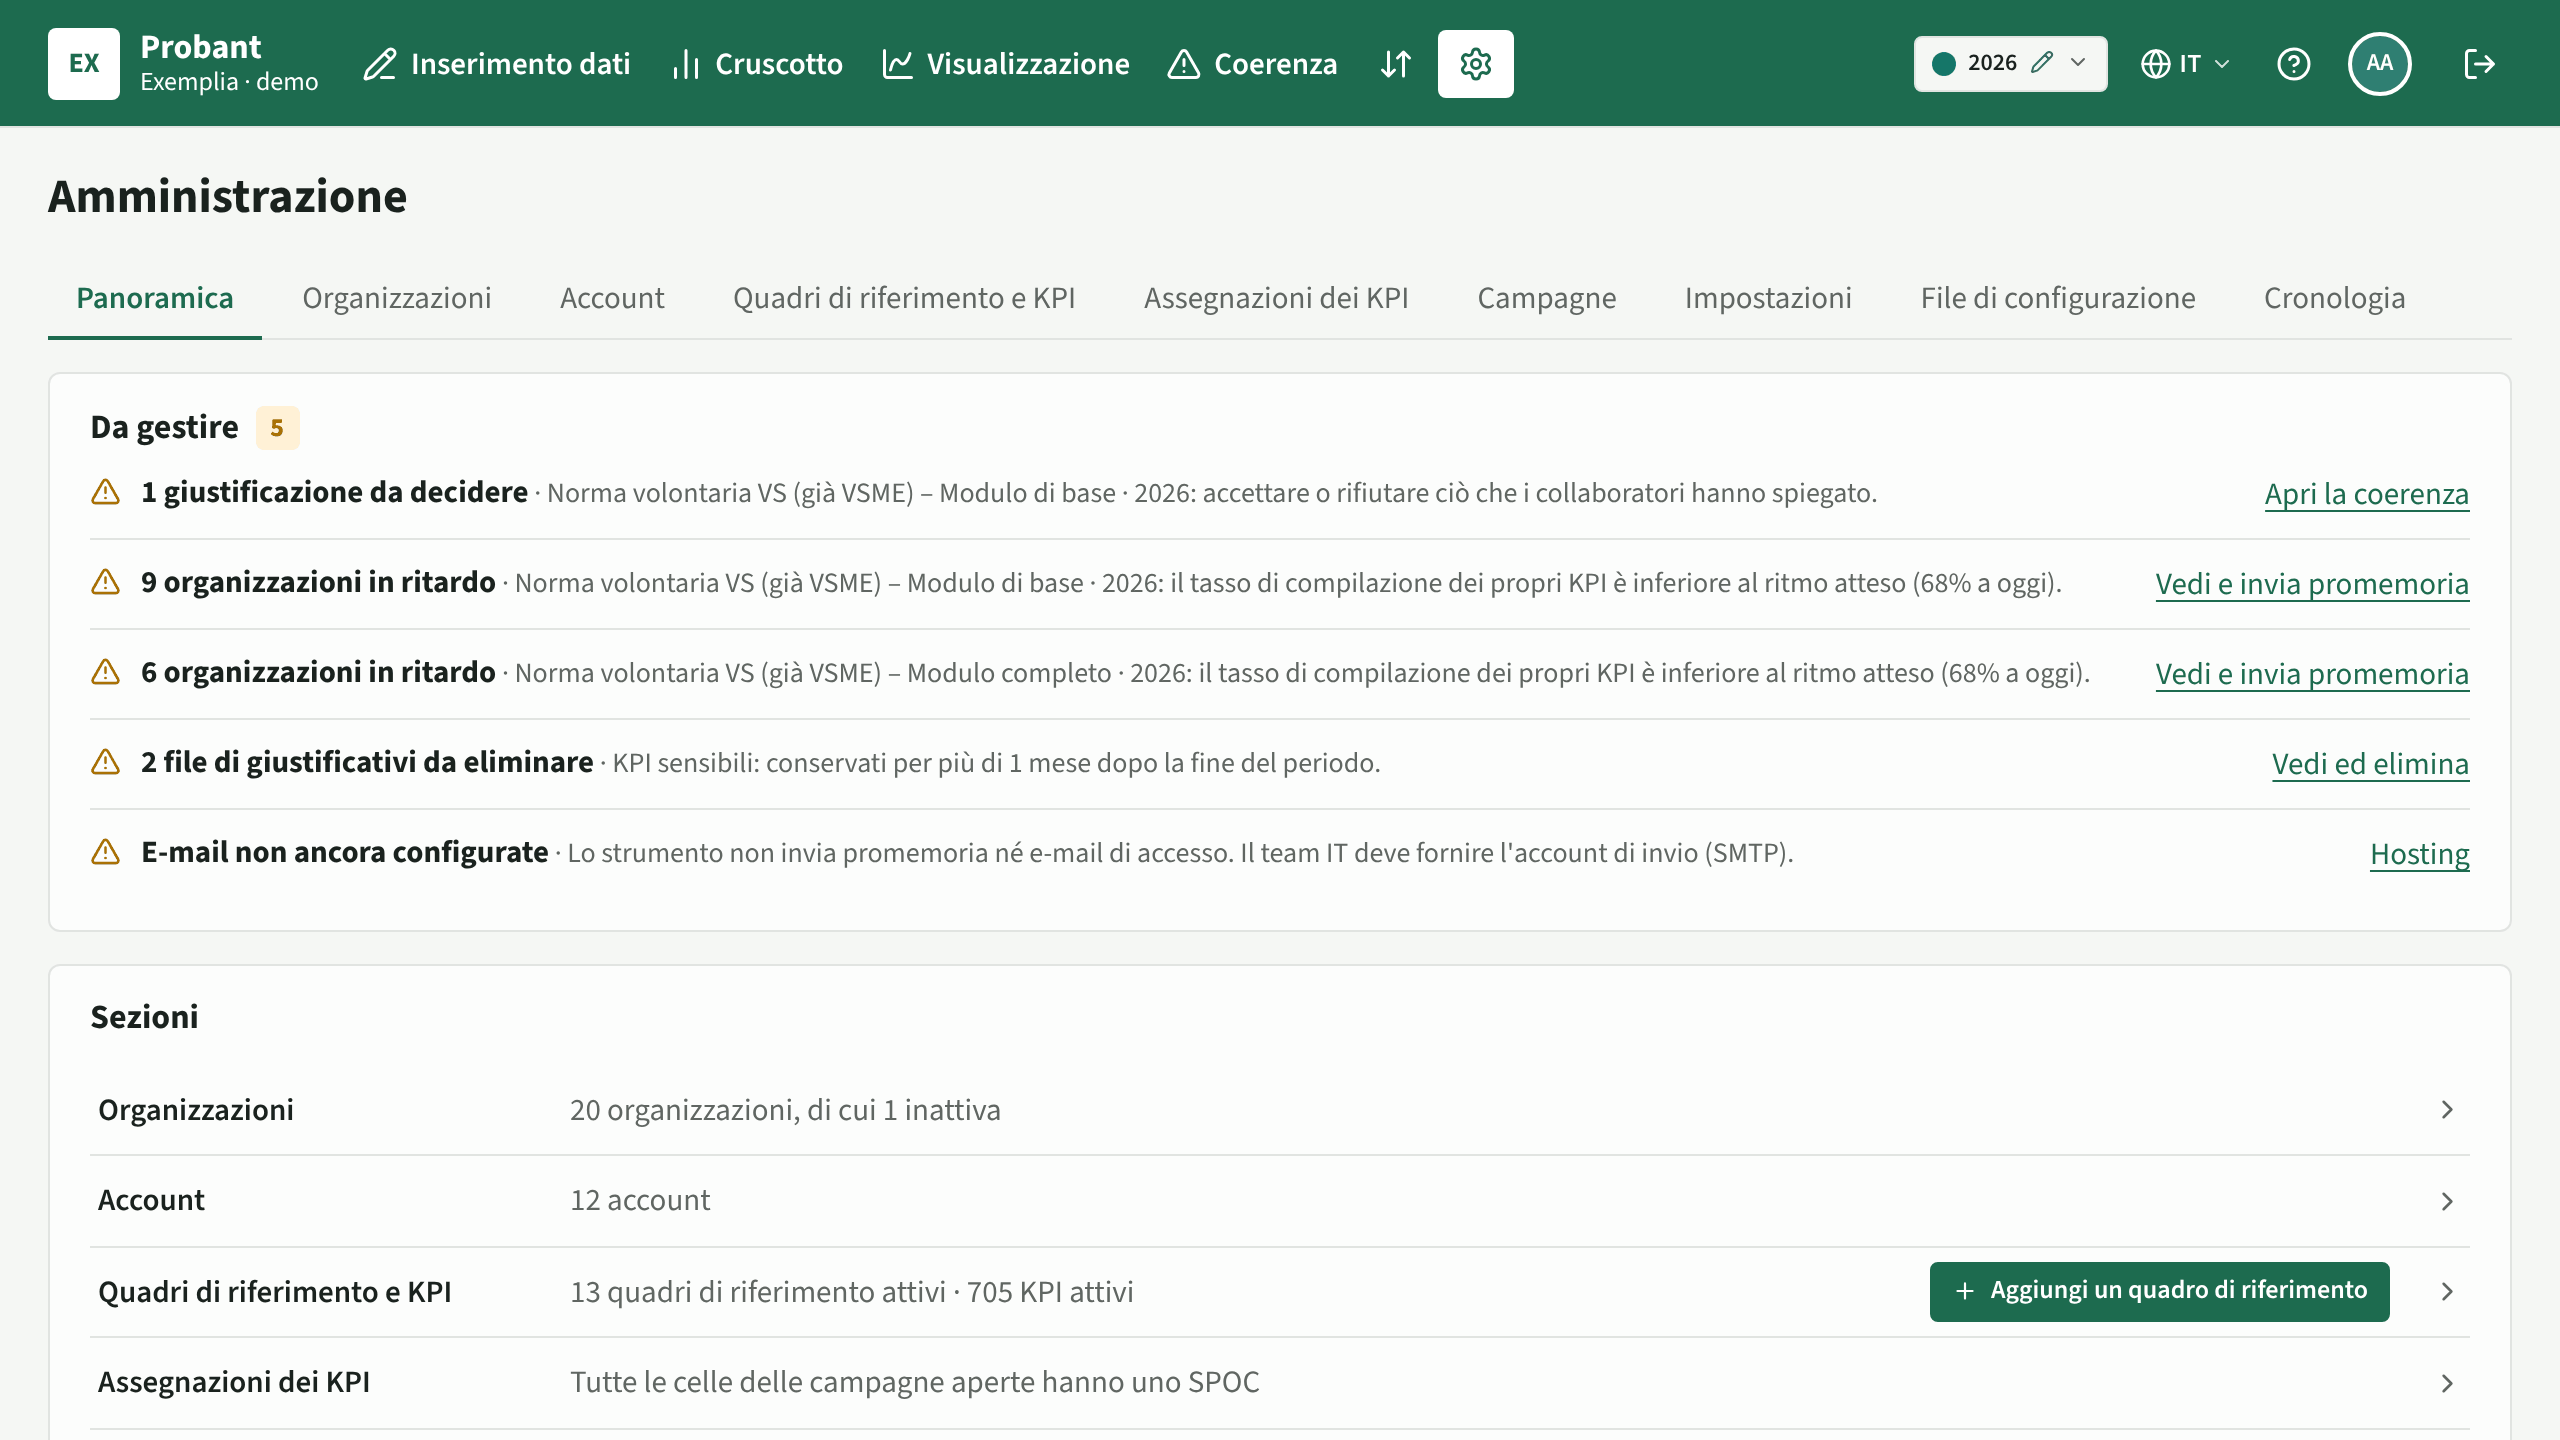 EX
Probant
Exemplia · demo
Inserimento dati
Cruscotto
Visualizzazione
Coerenza
2026
IT
AA
Amministrazione
Panoramica
Organizzazioni
Account
Quadri di riferimento e KPI
Assegnazioni dei KPI
Campagne
Impostazioni
File di configurazione
Cronologia
Da gestire 5
1 giustificazione da decidere · Norma volontaria VS (già VSME) – Modulo di base · 2026: accettare o rifiutare ciò che i collaboratori hanno spiegato. Apri la coerenza
9 organizzazioni in ritardo · Norma volontaria VS (già VSME) – Modulo di base · 2026: il tasso di compilazione dei propri KPI è inferiore al ritmo atteso (68% a oggi). Vedi e invia promemoria
6 organizzazioni in ritardo · Norma volontaria VS (già VSME) – Modulo completo · 2026: il tasso di compilazione dei propri KPI è inferiore al ritmo atteso (68% a oggi). Vedi e invia promemoria
2 file di giustificativi da eliminare · KPI sensibili: conservati per più di 1 mese dopo la fine del periodo. Vedi ed elimina
E-mail non ancora configurate · Lo strumento non invia promemoria né e-mail di accesso. Il team IT deve fornire l'account di invio (SMTP). Hosting
Sezioni
Organizzazioni 20 organizzazioni, di cui 1 inattiva
Account 12 account
Quadri di riferimento e KPI 13 quadri di riferimento attivi · 705 KPI attivi + Aggiungi un quadro di riferimento
Assegnazioni dei KPI Tutte le celle delle campagne aperte hanno uno SPOC